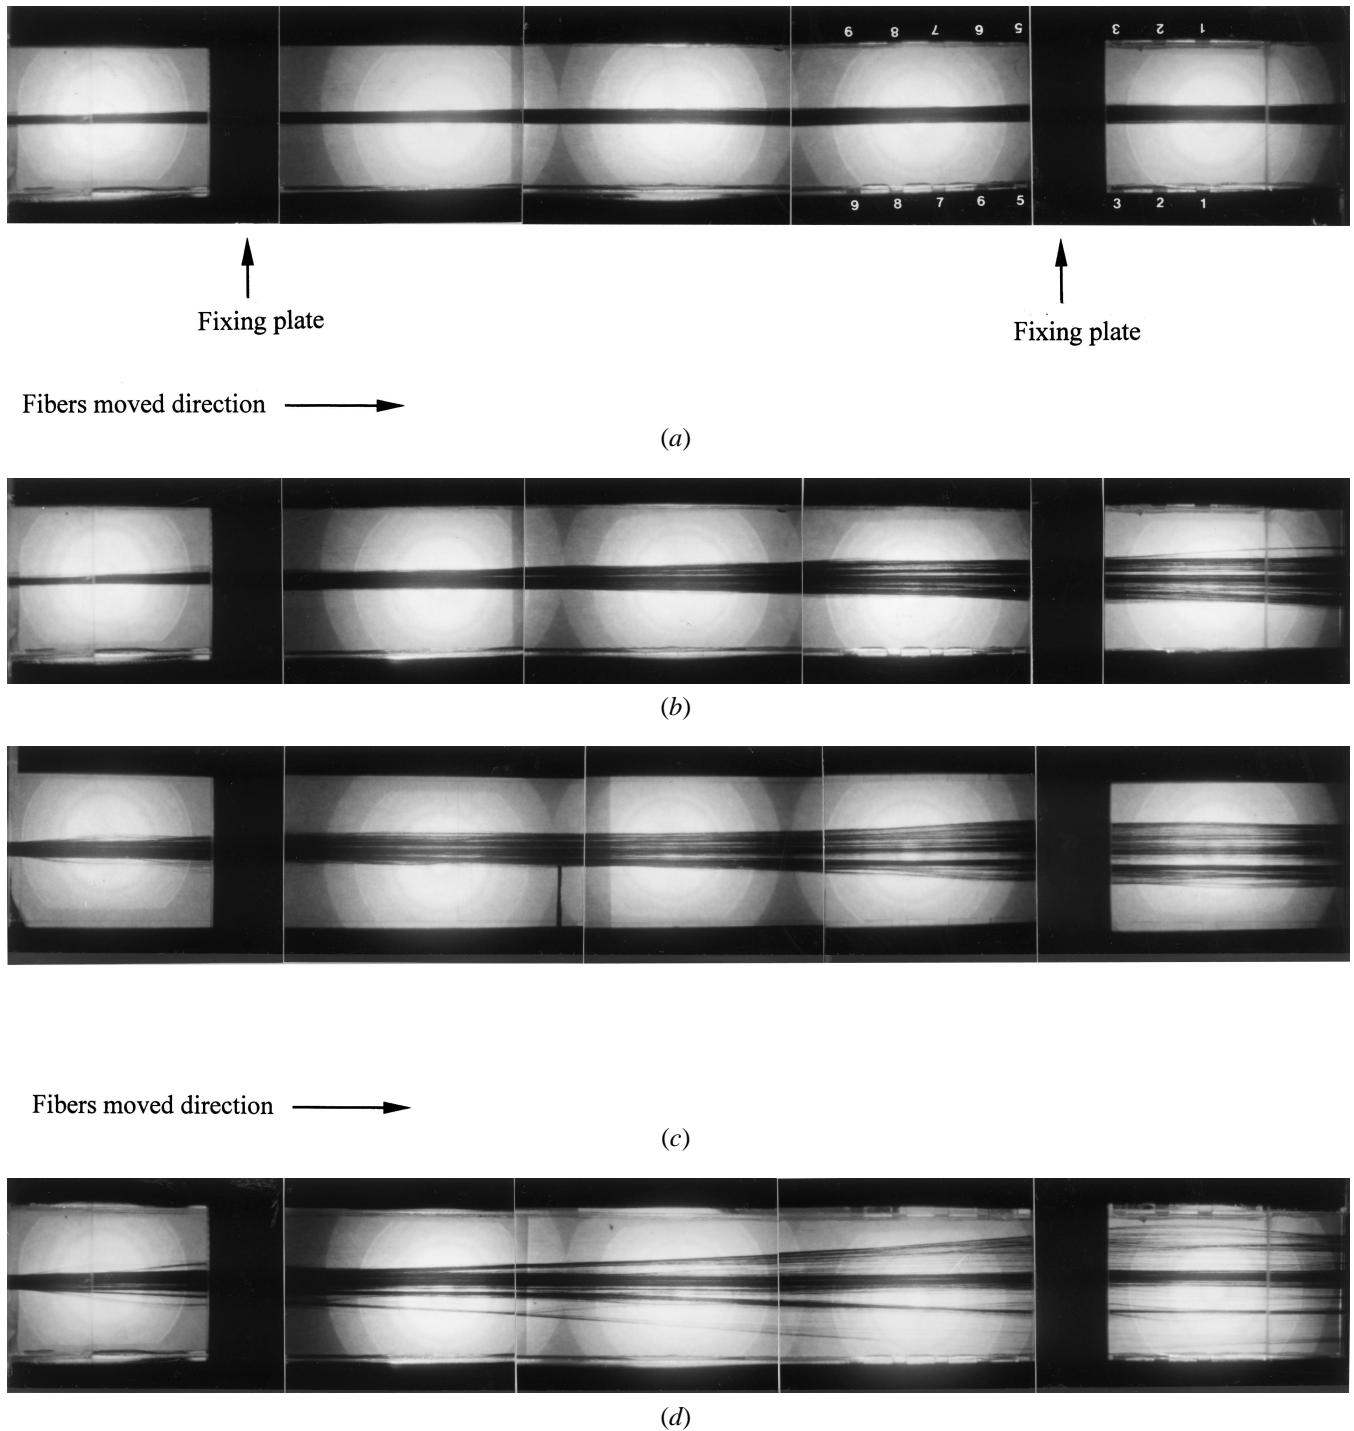 9 8 7 6 5 3 2 1
9 8 7 6 5 3 2 1
Fixing plate
Fixing plate
Fibers moved direction
(a)
(b)
(c)
Fibers moved direction
(d)